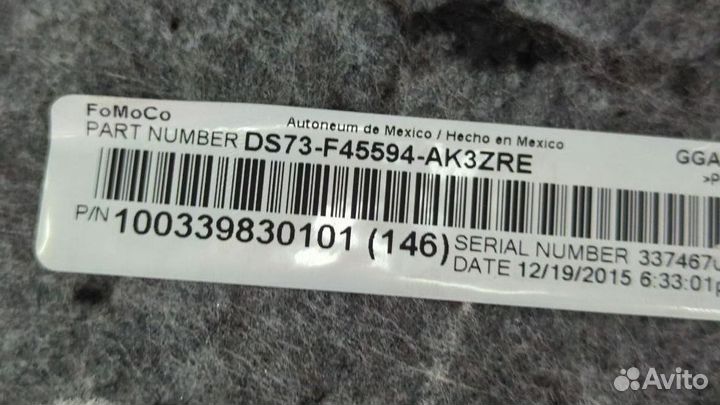 FoMoCo
Autoneum de Mexico / Hecho en Mexico
PART NUMBER DS73-F45594-AK3ZRE
GGA
>P
P/N 100339830101 (146)
SERIAL NUMBER 337467
DATE 12/19/2015 6:33:01p
Avito